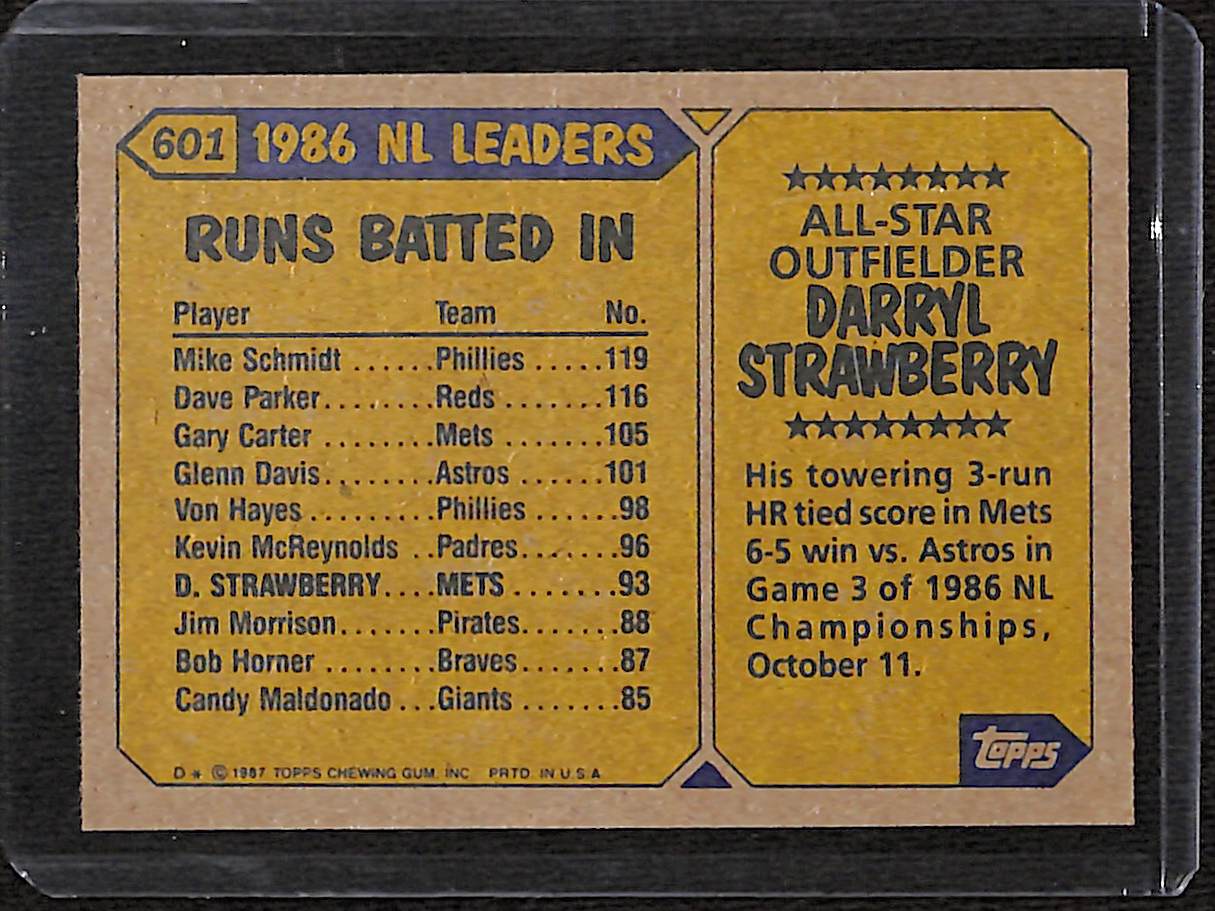 601 1986 NL LEADERS
RUNS BATTED IN
Player Team No.
Mike Schmidt ......Phillies .....119
Dave Parker........Reds .......116
Gary Carter ........Mets .......105
Glenn Davis........Astros ......101
Von Hayes .........Phillies ......98
Kevin McReynolds ..Padres.......96
D. STRAWBERRY....METS .......93
Jim Morrison.......Pirates.......88
Bob Horner ........Braves.......87
Candy Maldonado ...Giants .......85
D* © 1987 TOPPS CHEWING GUM, INC. PRTD. IN U.S.A.
★★★★★★★★
ALL-STAR
OUTFIELDER
DARRYL
STRAWBERRY
★★★★★★★★
His towering 3-run
HR tied score in Mets
6-5 win vs. Astros in
Game 3 of 1986 NL
Championships,
October 11.
topps